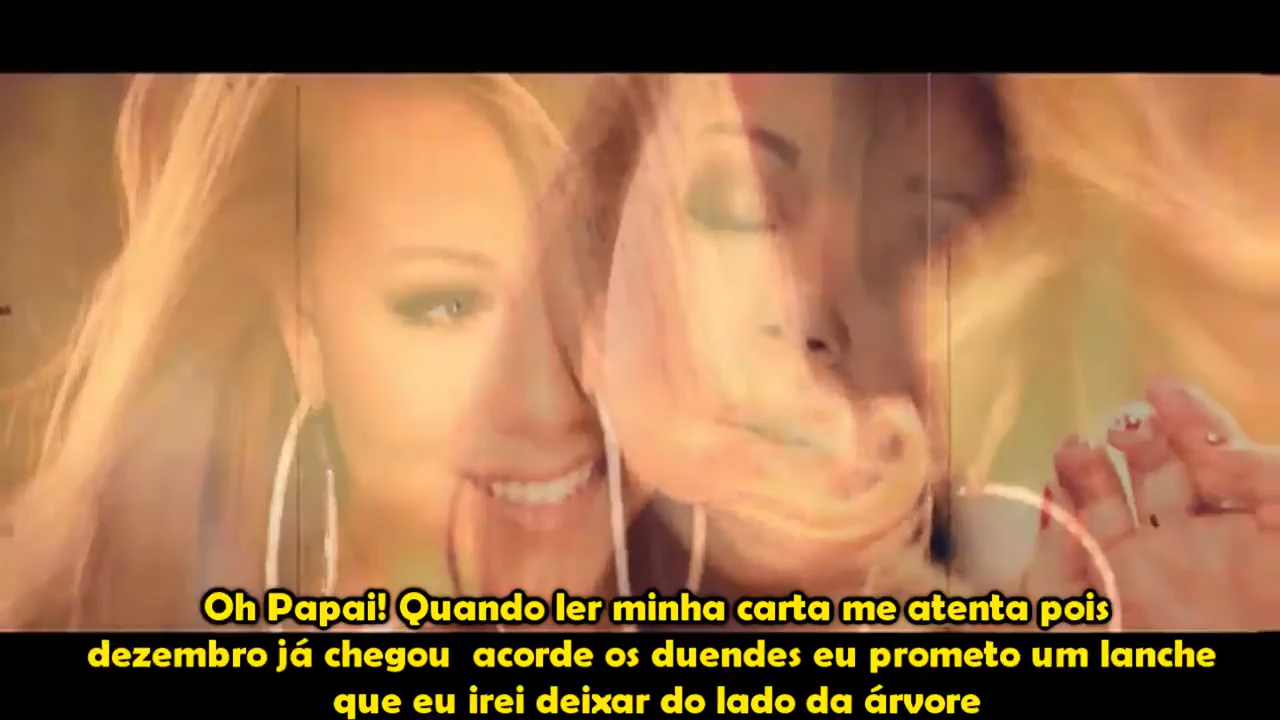 Oh Papai! Quando ler minha carta me atenta pois
dezembro já chegou  acorde os duendes eu prometo um lanche
que eu irei deixar do lado da árvore